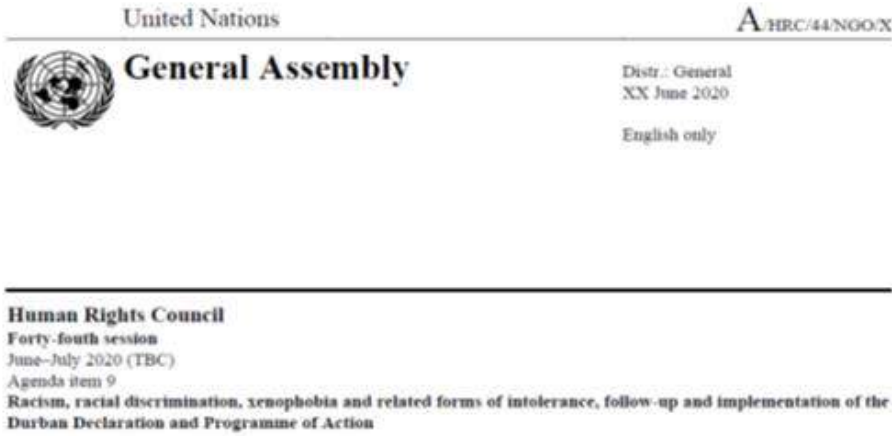 United Nations
A/HRC/44/NGO/X
General Assembly
Distr.: General
XX June 2020
English only
Human Rights Council
Forty-fouth session
June–July 2020 (TBC)
Agenda item 9
Racism, racial discrimination, xenophobia and related forms of intolerance, follow-up and implementation of the
Durban Declaration and Programme of Action